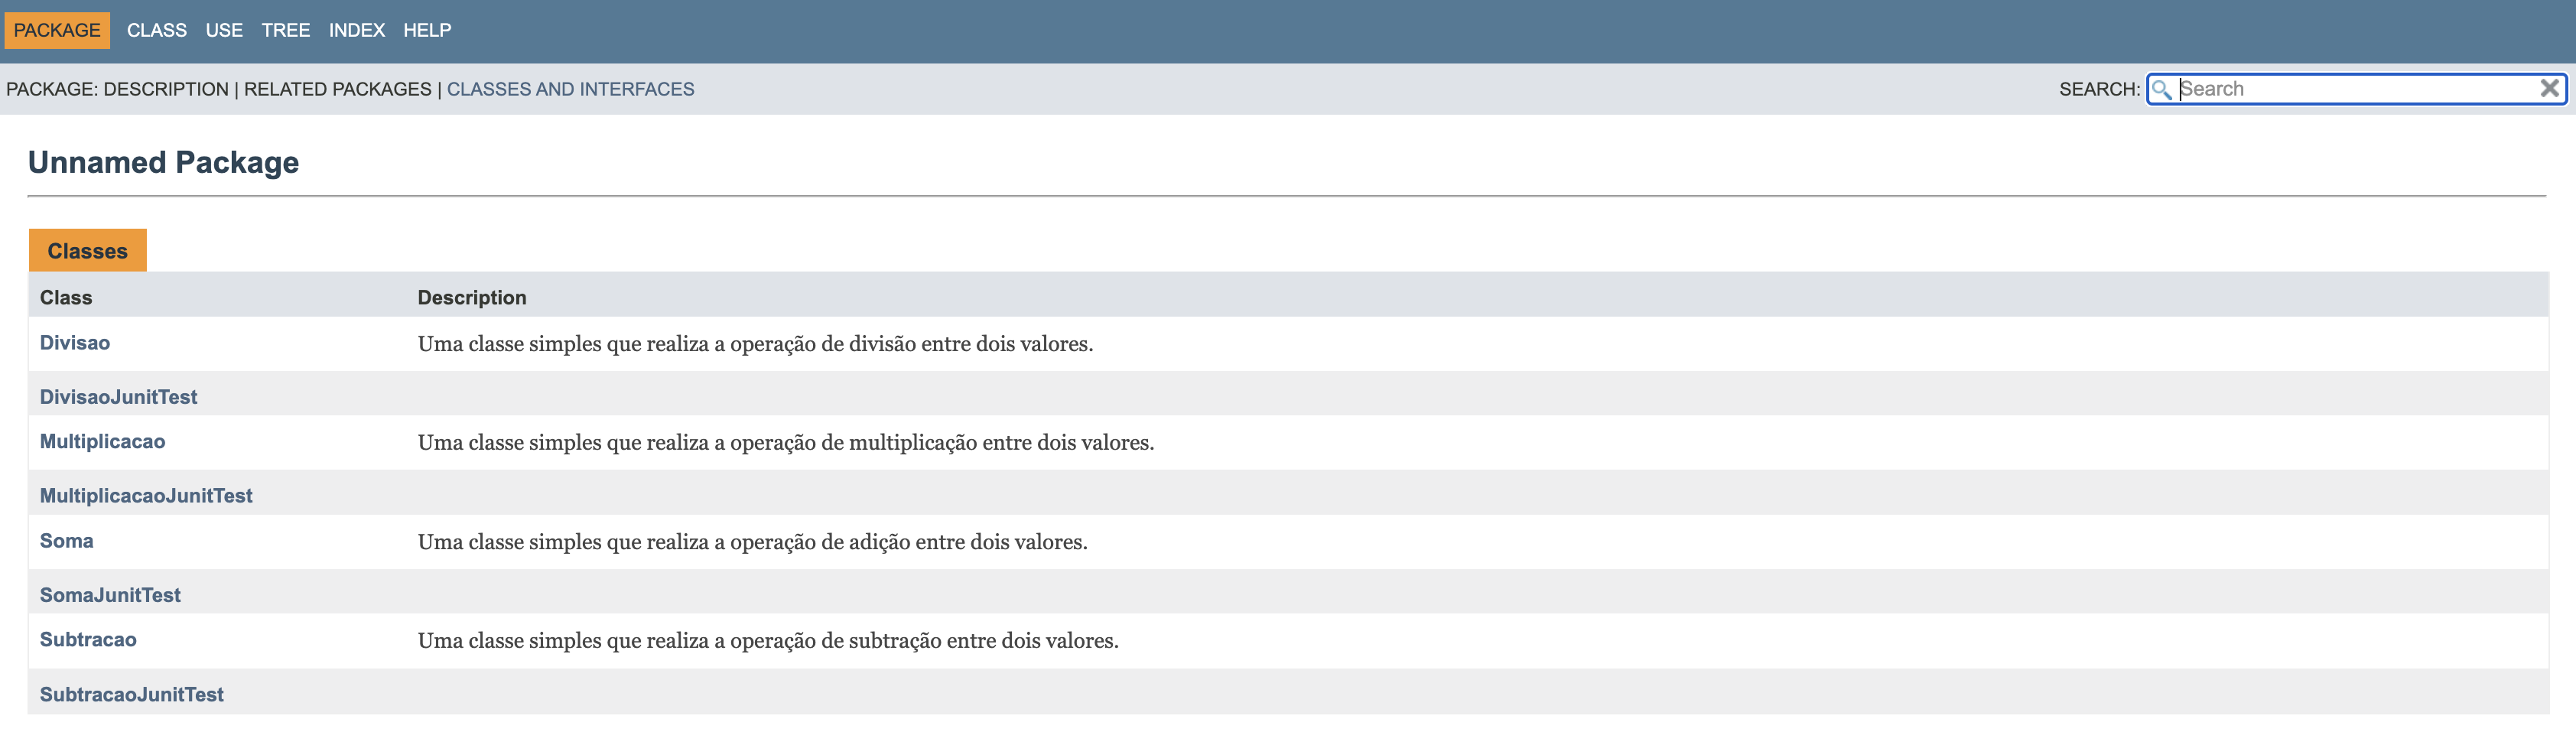 PACKAGE CLASS USE TREE INDEX HELP
PACKAGE: DESCRIPTION | RELATED PACKAGES | CLASSES AND INTERFACES SEARCH: Search
Unnamed Package
Classes
Class Description
Divisao Uma classe simples que realiza a operação de divisão entre dois valores.
DivisaoJunitTest
Multiplicacao Uma classe simples que realiza a operação de multiplicação entre dois valores.
MultiplicacaoJunitTest
Soma Uma classe simples que realiza a operação de adição entre dois valores.
SomaJunitTest
Subtracao Uma classe simples que realiza a operação de subtração entre dois valores.
SubtracaoJunitTest